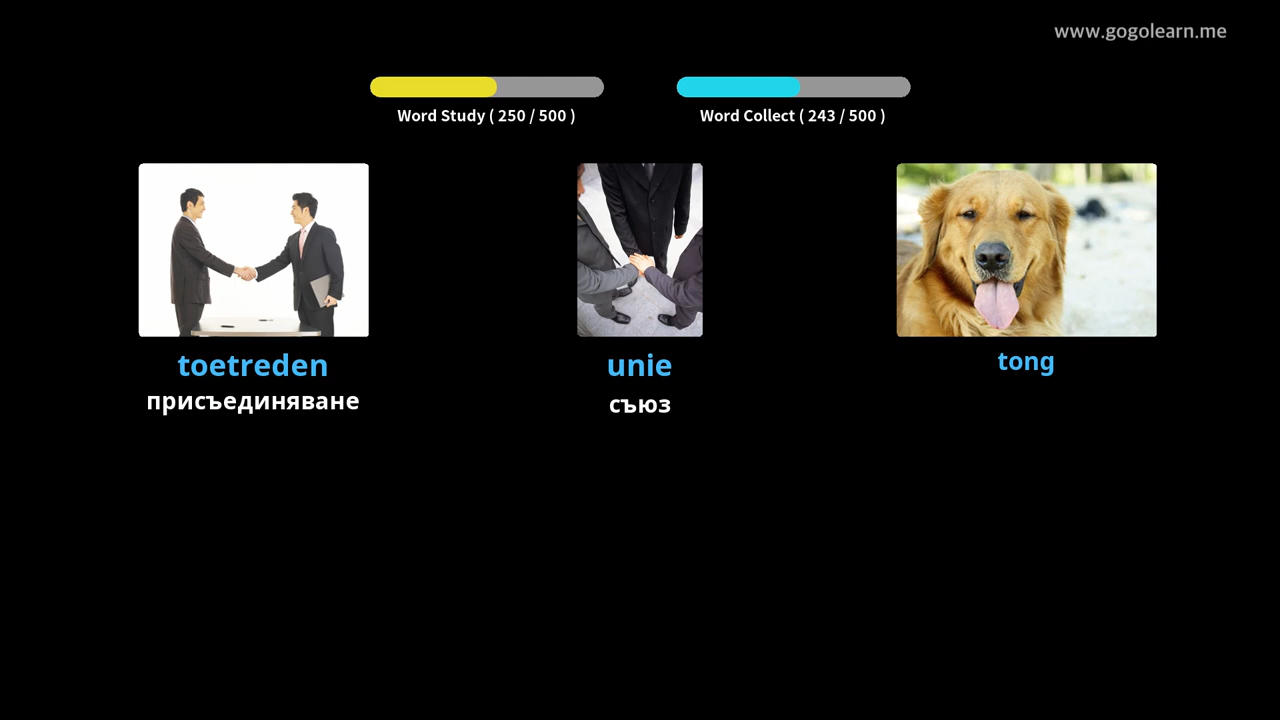 www.gogolearn.me
Word Study ( 250 / 500 )
Word Collect ( 243 / 500 )
toetreden
присъединяване
unie
съюз
tong